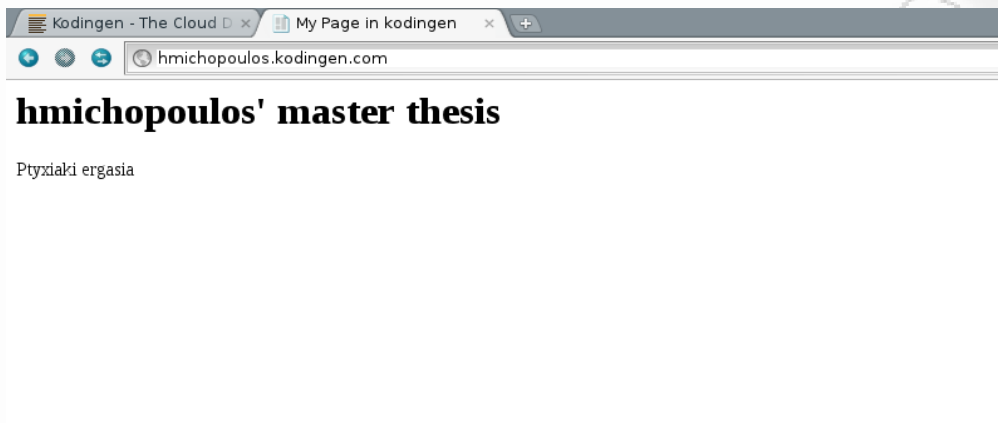 Kodingen - The Cloud D
My Page in kodingen
hmichopoulos.kodingen.com
hmichopoulos' master thesis
Ptyxiaki ergasia